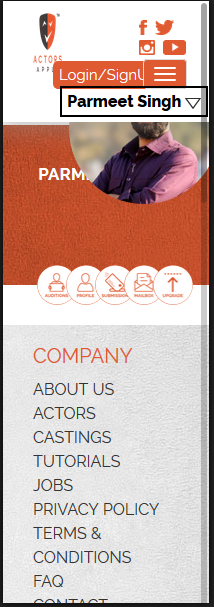 ACTORS
Login/SignU
Parmeet Singh
PARM
AUDITIONS
PROFILE
SUBMISSION
MAILBOX
UPGRADE
COMPANY
ABOUT US
ACTORS
CASTINGS
TUTORIALS
JOBS
PRIVACY POLICY
TERMS &
CONDITIONS
FAQ
CONTACT